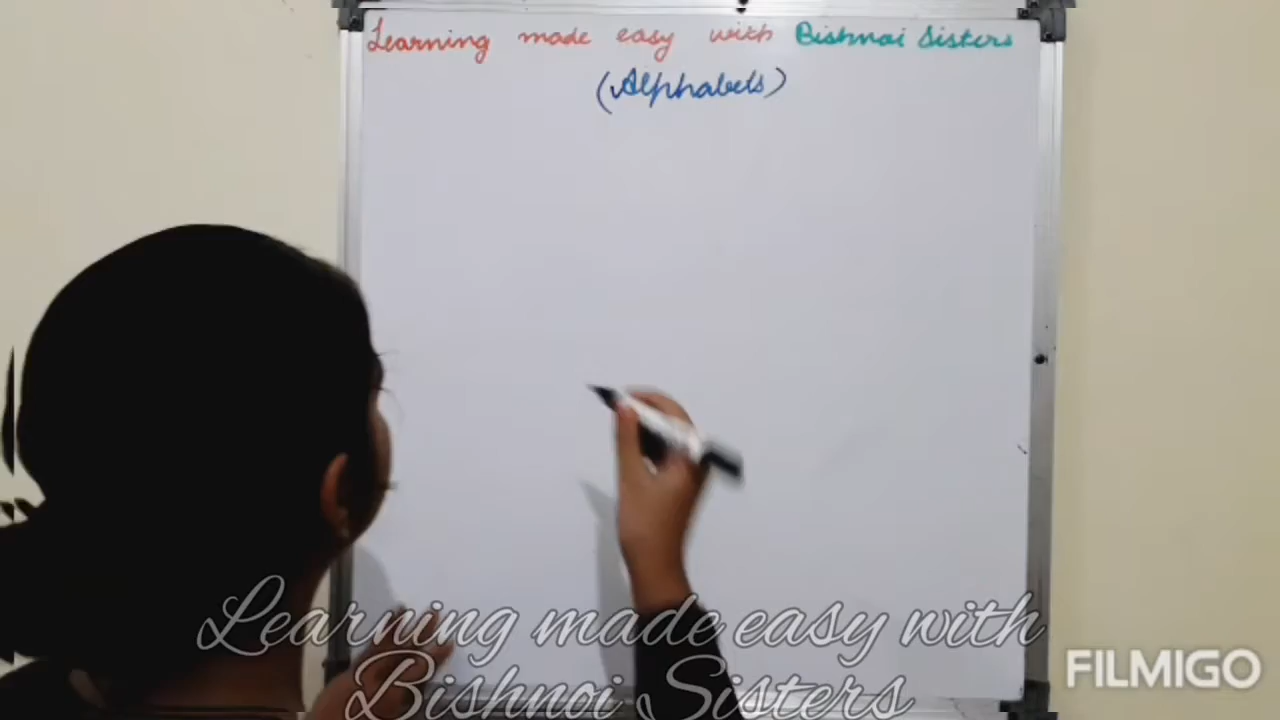 Learning made easy with Bishnoi Sisters
(Alphabets)
Learning made easy with
Bishnoi Sisters
FILMIGO